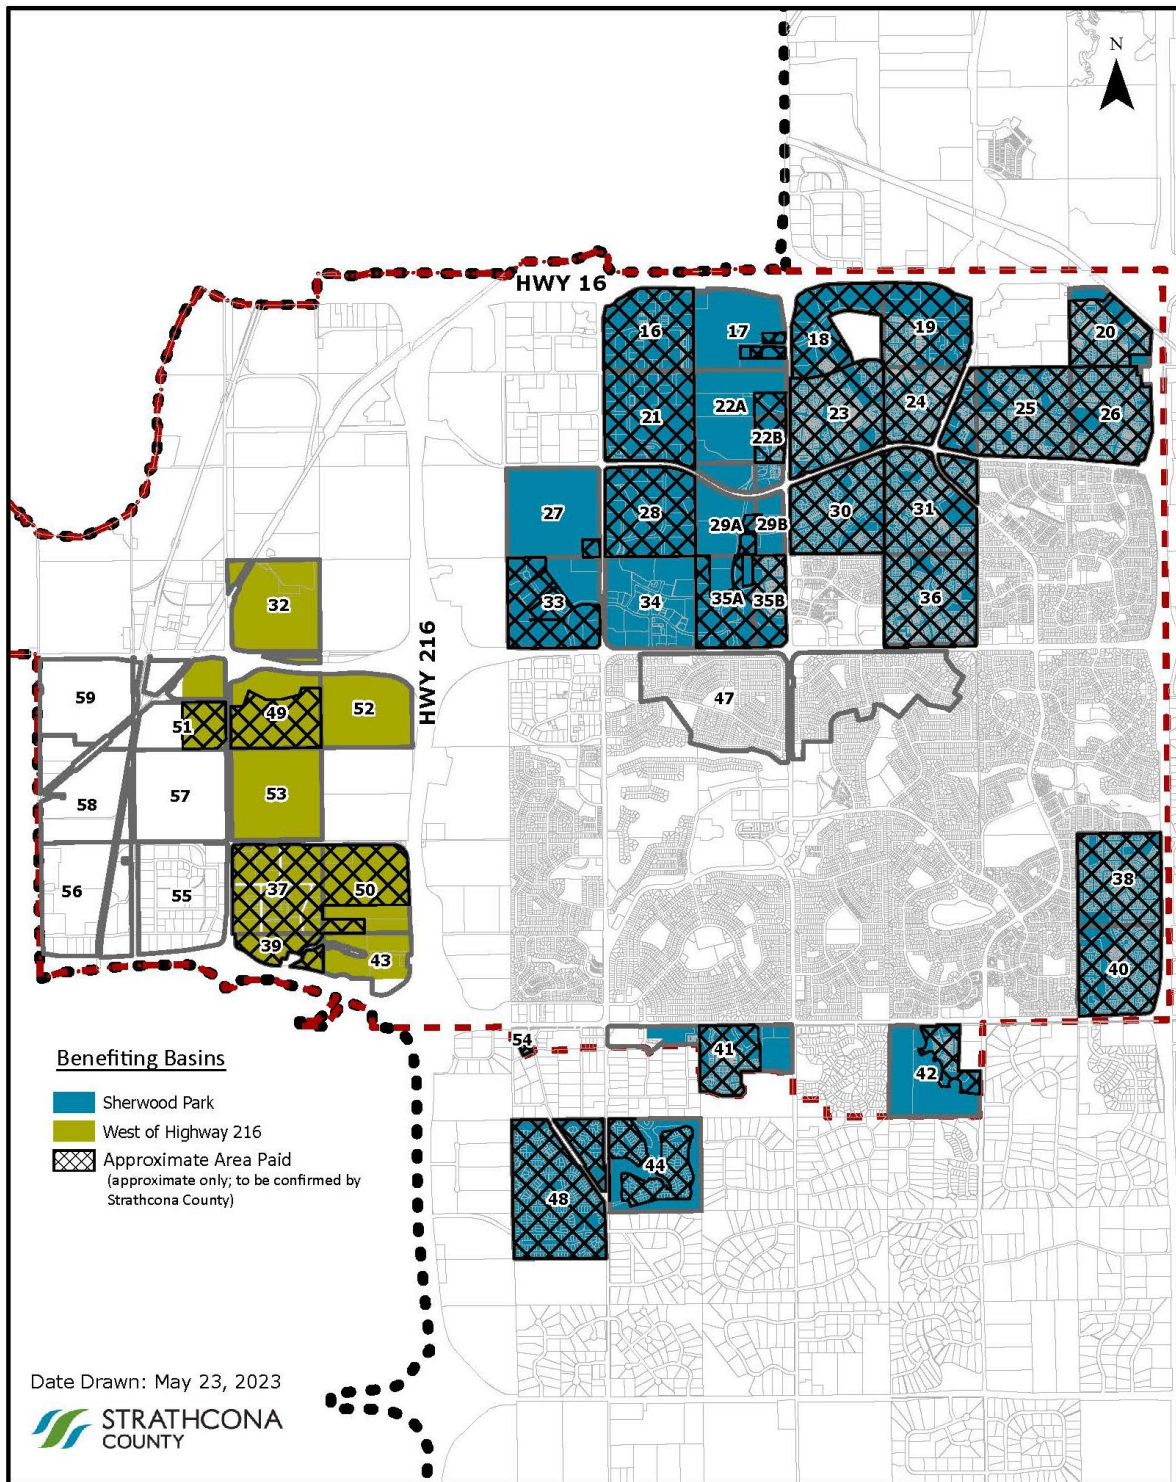 N
HWY 16
16
17
18
19
20
21
22A
22B
23
24
25
26
27
28
29A
29B
30
31
32
33
34
35A
35B
36
HWY 216
59
51
49
52
47
58
57
53
56
55
37
50
39
43
38
40
54
41
42
44
48
Benefiting Basins
Sherwood Park
West of Highway 216
Approximate Area Paid
(approximate only; to be confirmed by
Strathcona County)
Date Drawn: May 23, 2023
STRATHCONA
COUNTY